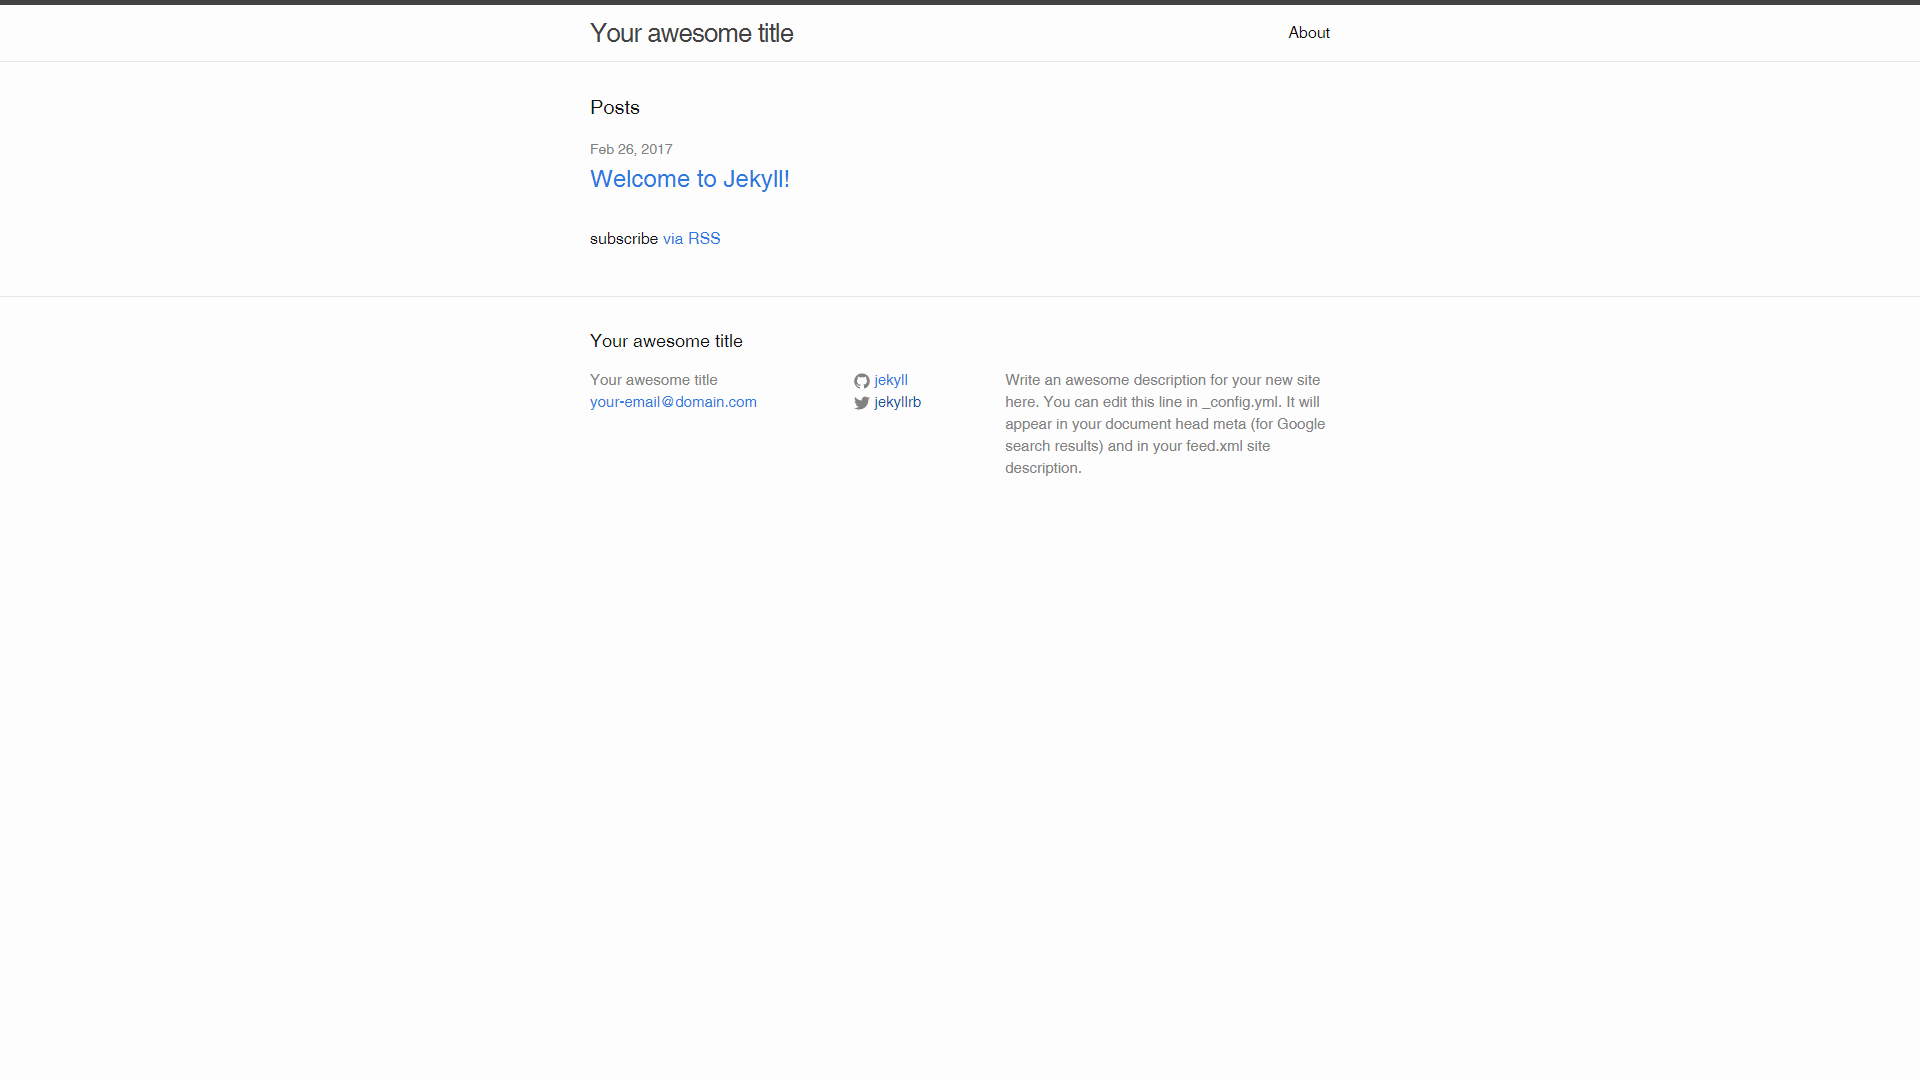 Your awesome title
About
Posts
Feb 26, 2017
Welcome to Jekyll!
subscribe via RSS
Your awesome title
Your awesome title
your-email@domain.com
jekyll
jekyllrb
Write an awesome description for your new site
here. You can edit this line in _config.yml. It will
appear in your document head meta (for Google
search results) and in your feed.xml site
description.